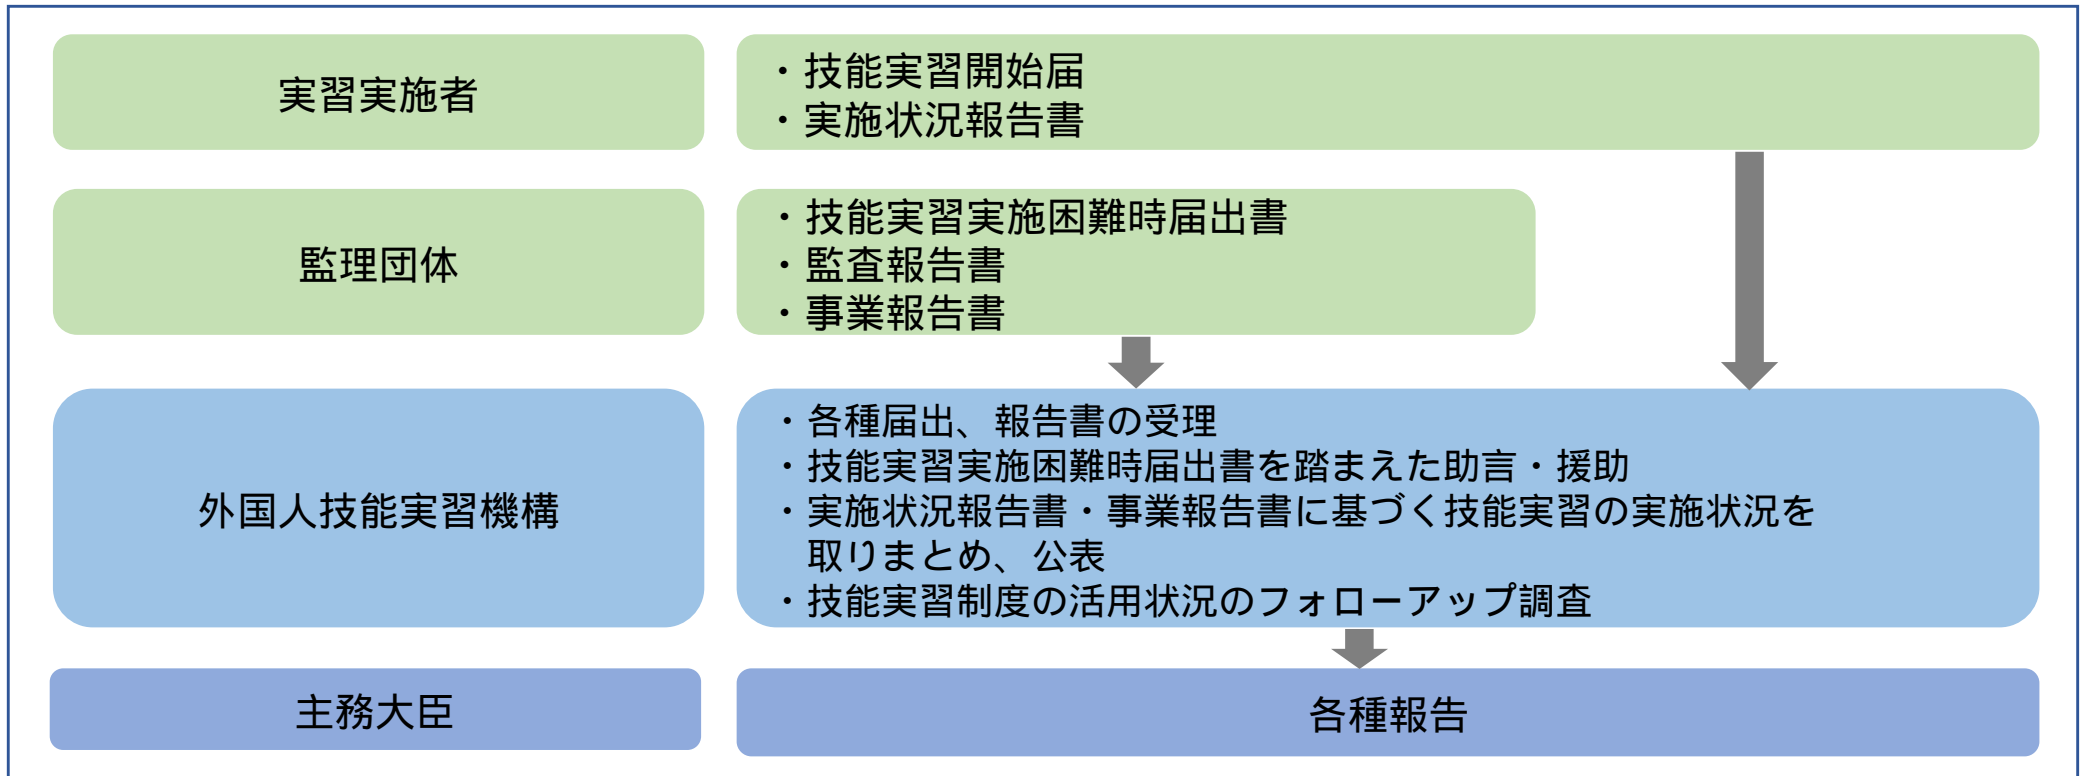 実習実施者
・技能実習開始届
・実施状況報告書
監理団体
・技能実習実施困難時届出書
・監査報告書
・事業報告書
外国人技能実習機構
・各種届出、報告書の受理
・技能実習実施困難時届出書を踏まえた助言・援助
・実施状況報告書・事業報告書に基づく技能実習の実施状況を
取りまとめ、公表
・技能実習制度の活用状況のフォローアップ調査
主務大臣
各種報告